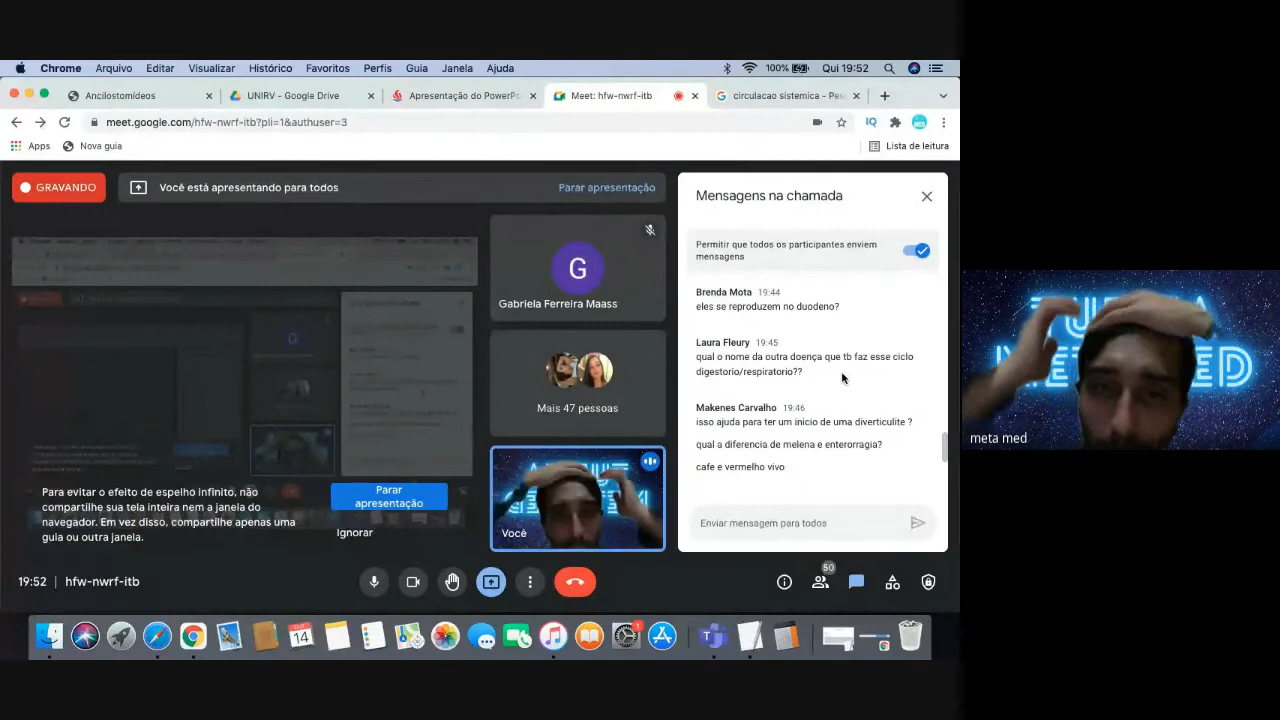 Chrome Arquivo Editar Visualizar Histórico Favoritos Perfis Guia Janela Ajuda 100% Qui 19:52
Ancilostomídeos UNIRV - Google Drive Apresentação do PowerPo Meet: hfw-nwrf-itb circulacao sistemica - Pes
meet.google.com/hfw-nwrf-itb?pli=1&authuser=3
Apps Nova guia Lista de leitura
GRAVANDO Você está apresentando para todos Parar apresentação
G
Gabriela Ferreira Maass
Mais 47 pessoas
Você
Para evitar o efeito de espelho infinito, não
compartilhe sua tela inteira nem a janela do
navegador. Em vez disso, compartilhe apenas uma
guia ou outra janela.
Parar
apresentação
Ignorar
Mensagens na chamada
Permitir que todos os participantes enviem
mensagens
Brenda Mota 19:44
eles se reproduzem no duodeno?
Laura Fleury 19:45
qual o nome da outra doença que tb faz esse ciclo
digestorio/respiratorio??
Makenes Carvalho 19:46
isso ajuda para ter um inicio de uma diverticulite ?
qual a diferencia de melena e enterorragia?
cafe e vermelho vivo
Enviar mensagem para todos
19:52 | hfw-nwrf-itb
50
14
1
meta med